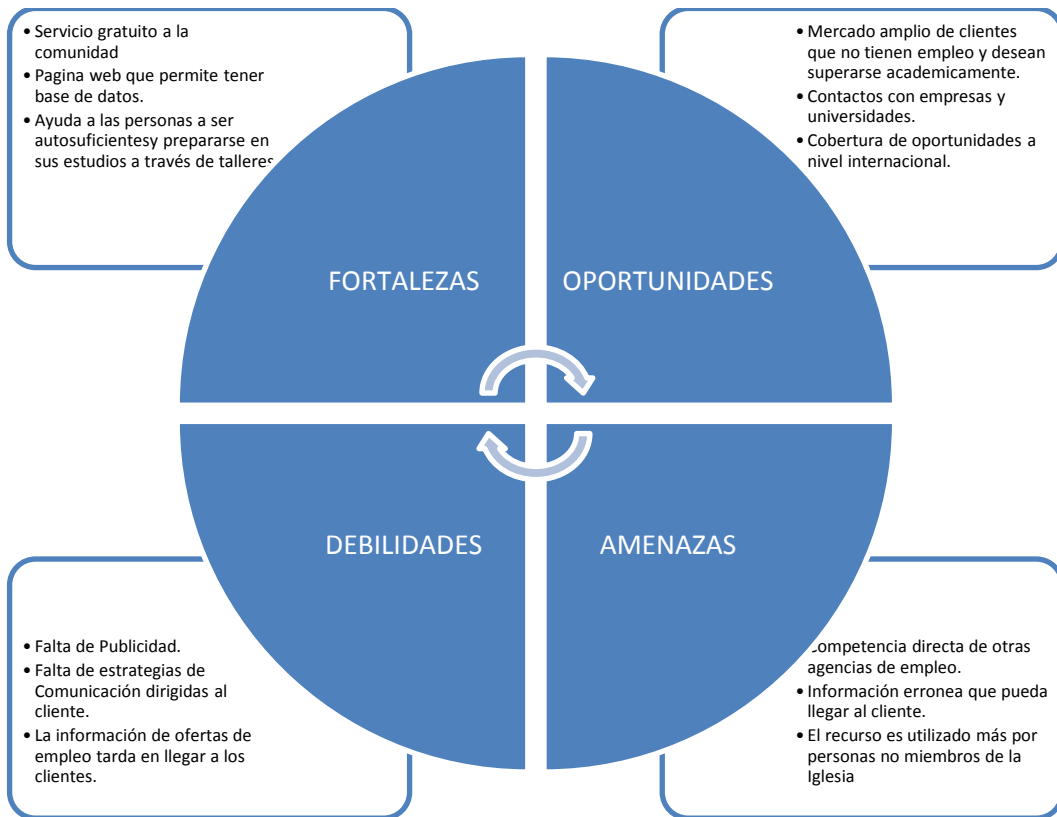 • Servicio gratuito a la
comunidad
• Pagina web que permite tener
base de datos.
• Ayuda a las personas a ser
autosuficientesy prepararse en
sus estudios a través de talleres
• Mercado amplio de clientes
que no tienen empleo y desean
superarse academicamente.
• Contactos con empresas y
universidades.
• Cobertura de oportunidades a
nivel internacional.
FORTALEZAS
OPORTUNIDADES
DEBILIDADES
AMENAZAS
• Falta de Publicidad.
• Falta de estrategias de
Comunicación dirigidas al
cliente.
• La información de ofertas de
empleo tarda en llegar a los
clientes.
Competencia directa de otras
agencias de empleo.
• Información erronea que pueda
llegar al cliente.
• El recurso es utilizado más por
personas no miembros de la
Iglesia